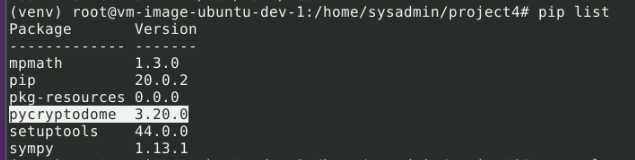 (venv) root@vm-image-ubuntu-dev-1:/home/sysadmin/project4# pip list
Package       Version
------------- -------
mpmath        1.3.0
pip           20.0.2
pkg-resources 0.0.0
pycryptodome  3.20.0
setuptools    44.0.0
sympy         1.13.1